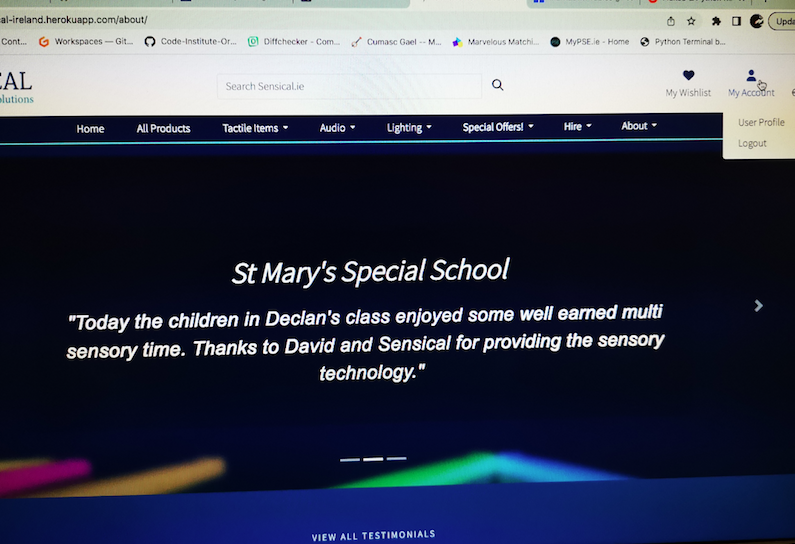 al-ireland.herokuapp.com/about/
Cont... Workspaces — Git... Code-Institute-Or... Diffchecker - Com... Cumasc Gael -- M... Marvelous Matchi... MyPSE.ie - Home Python Terminal b...
CAL
olutions
Search Sensical.ie
My Wishlist My Account
User Profile
Logout
Home All Products Tactile Items Audio Lighting Special Offers! Hire About
St Mary's Special School
"Today the children in Declan's class enjoyed some well earned multi
sensory time. Thanks to David and Sensical for providing the sensory
technology."
VIEW ALL TESTIMONIALS